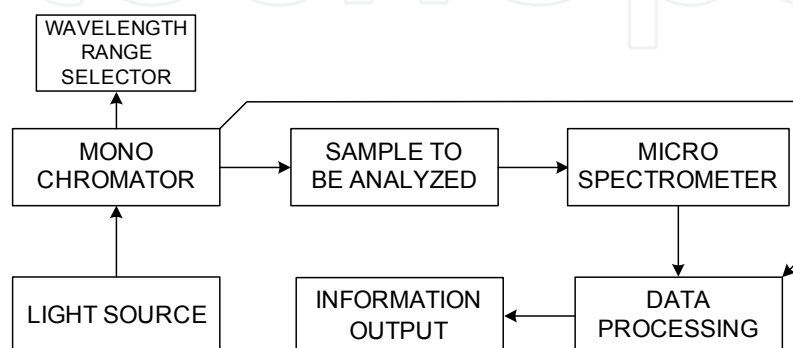 WAVELENGTH
RANGE
SELECTOR
MONO
CHROMATOR
SAMPLE TO
BE ANALYZED
MICRO
SPECTROMETER
LIGHT SOURCE
INFORMATION
OUTPUT
DATA
PROCESSING